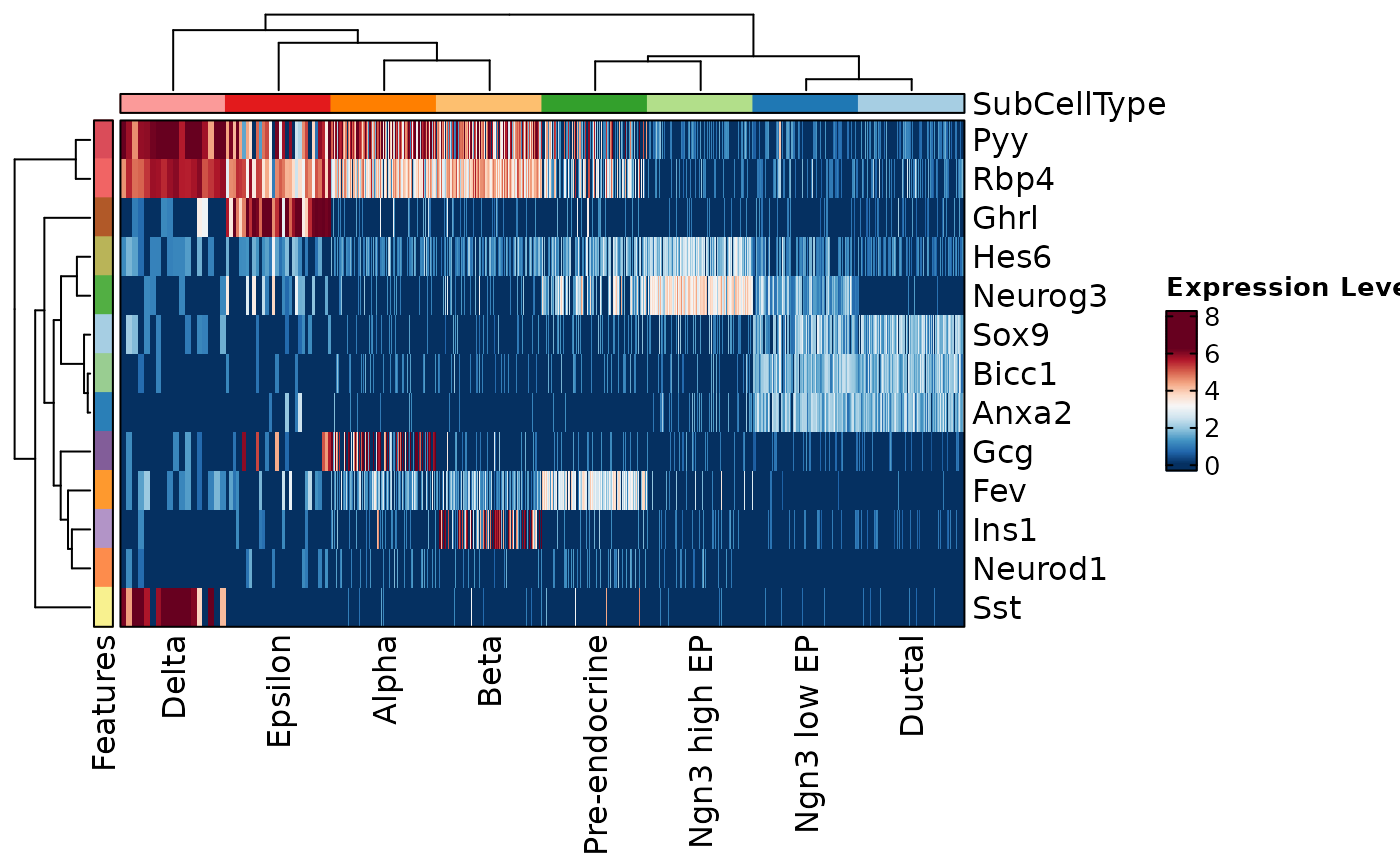 SubCellType
Pyy
Rbp4
Ghrl
Hes6
Neurog3
Sox9
Bicc1
Anxa2
Gcg
Fev
Ins1
Neurod1
Sst
Features
Delta
Epsilon
Alpha
Beta
Pre-endocrine
Ngn3 high EP
Ngn3 low EP
Ductal
Expression Leve
8
6
4
2
0